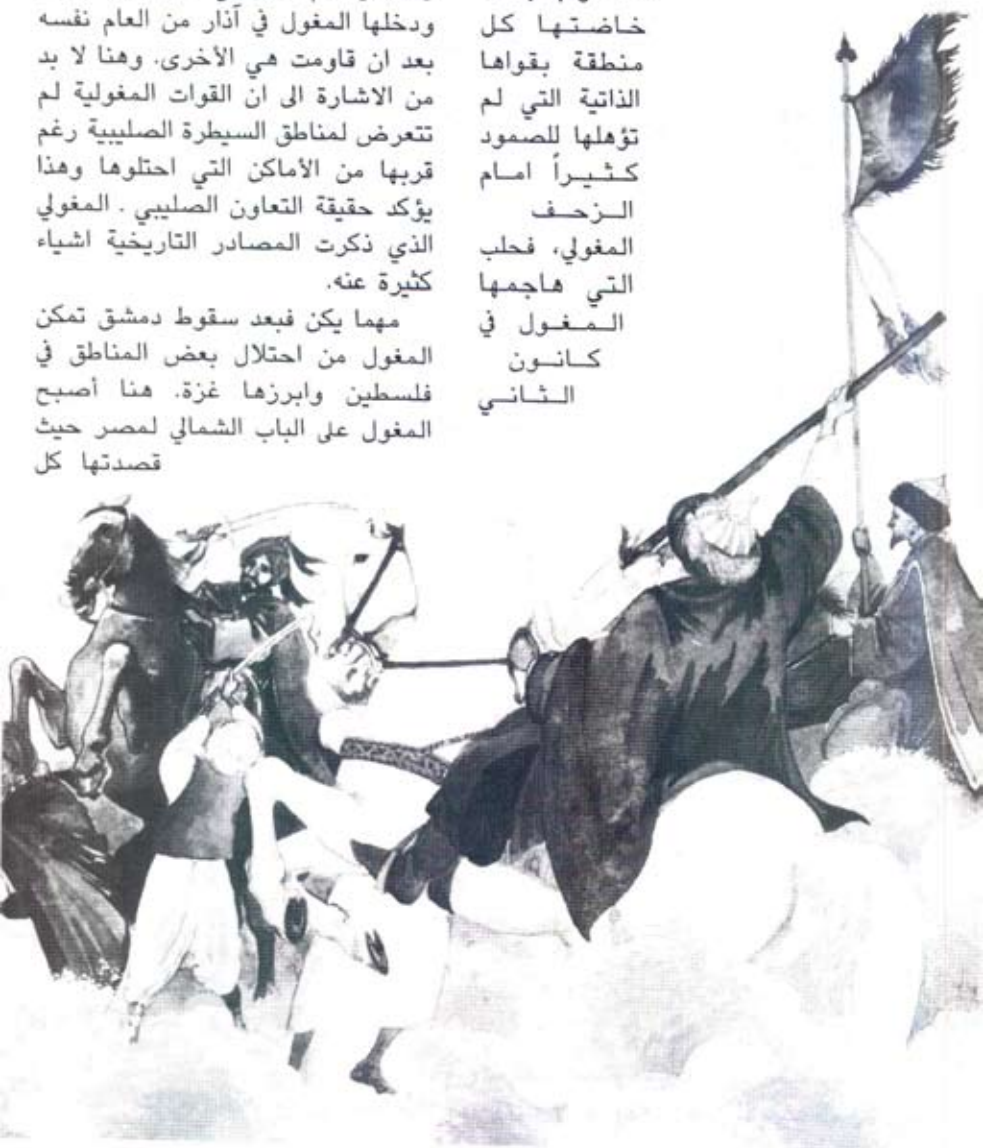 خاضتها كل
منطقة بقواها
الذاتية التي لم
تؤهلها للصمود
كثيراً امام
الزحف
المغولي، فحلب
التي هاجمها
المغول في
كانون
الثاني
ودخلها المغول في آذار من العام نفسه
بعد ان قاومت هي الأخرى. وهنا لا بد
من الاشارة الى ان القوات المغولية لم
تتعرض لمناطق السيطرة الصليبية رغم
قربها من الأماكن التي احتلوها وهذا
يؤكد حقيقة التعاون الصليبي . المغولي
الذي ذكرت المصادر التاريخية اشياء
كثيرة عنه.
مهما يكن فبعد سقوط دمشق تمكن
المغول من احتلال بعض المناطق في
فلسطين وابرزها غزة. هنا أصبح
المغول على الباب الشمالي لمصر حيث
قصدتها كل